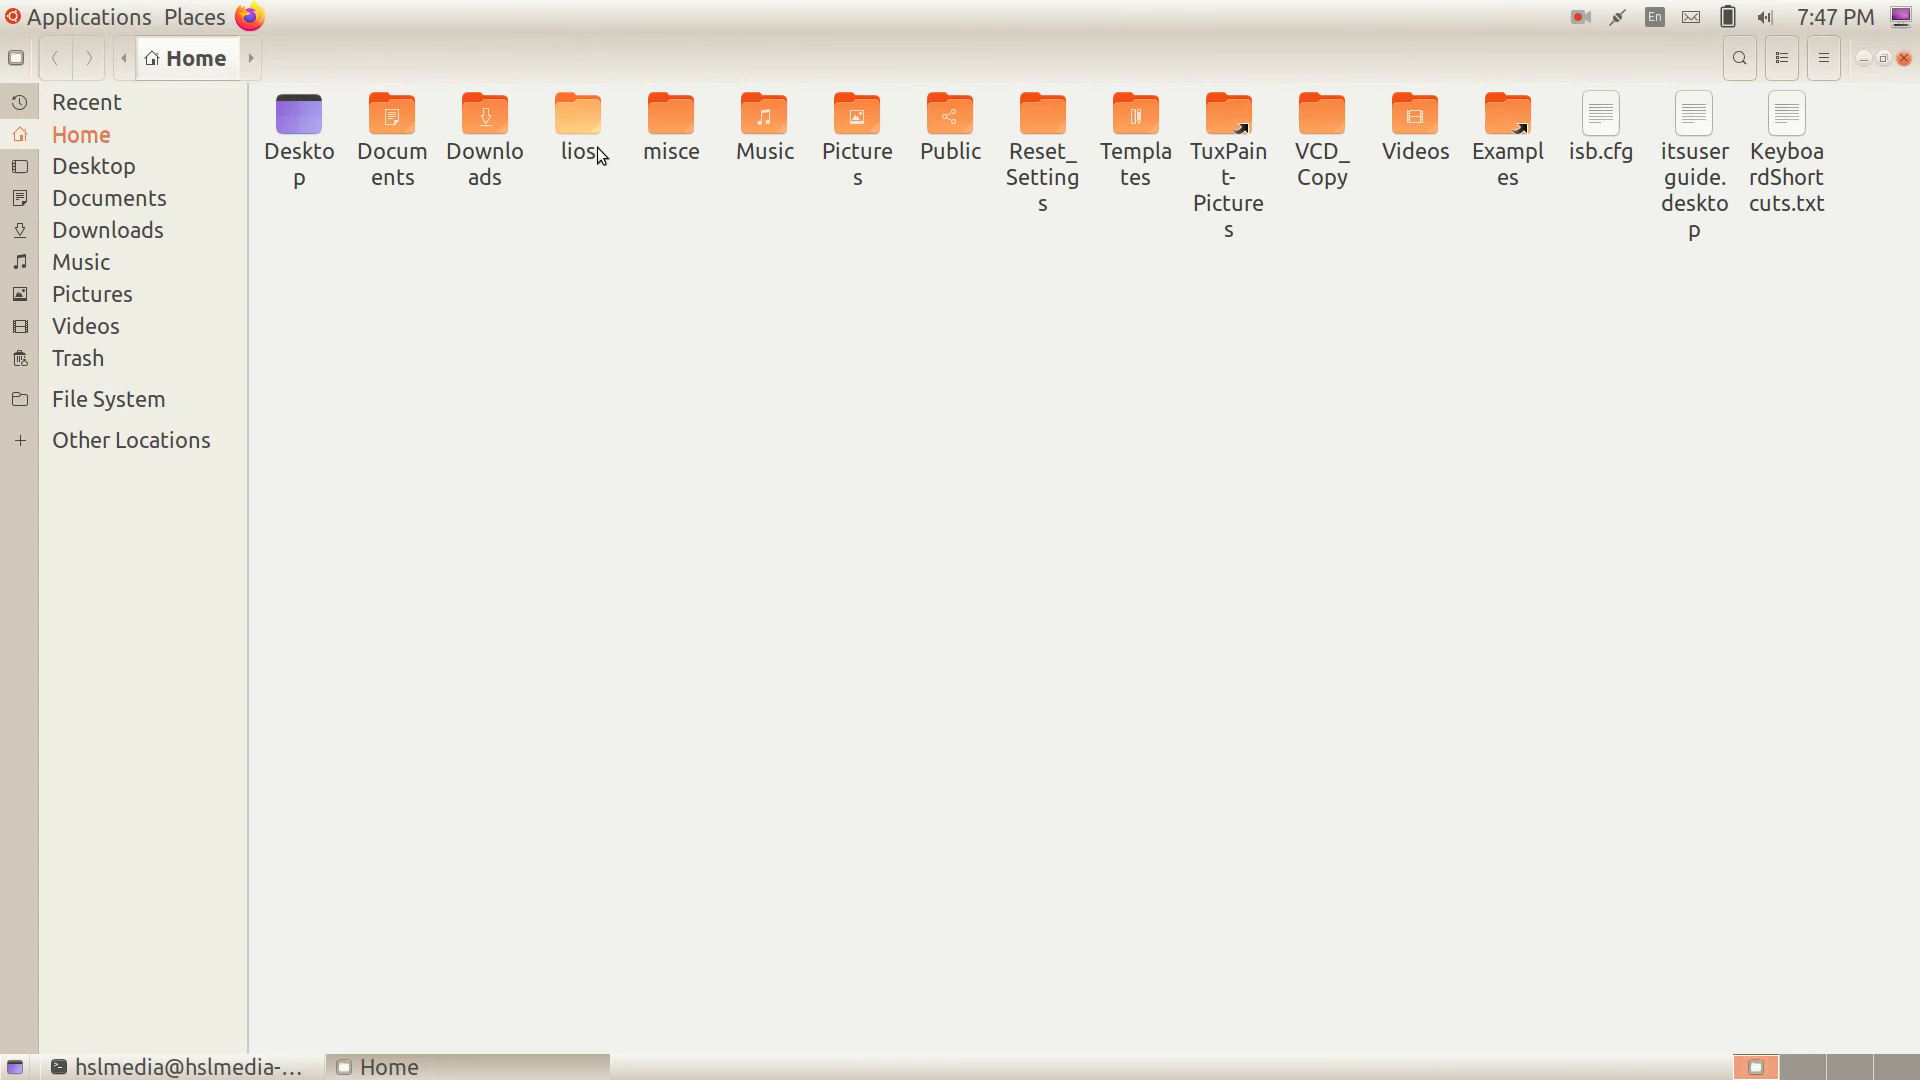 Applications Places En 7:47 PM
Home
Recent
Home
Desktop
Documents
Downloads
Music
Pictures
Videos
Trash
File System
Other Locations
Deskto
p
Docum
ents
Downlo
ads
lios
misce
Music
Picture
s
Public
Reset_
Setting
s
Templa
tes
TuxPain
t-
Picture
s
VCD_
Copy
Videos
Exampl
es
isb.cfg
itsuser
guide.
deskto
p
Keyboa
rdShort
cuts.txt
hslmedia@hslmedia-... Home